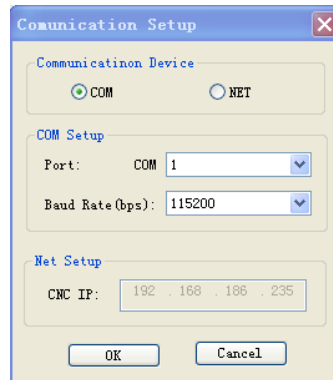 Comunication Setup
Communicatinon Device
COM NET
COM Setup
Port: COM 1
Baud Rate(bps): 115200
Net Setup
CNC IP: 192 . 168 . 186 . 235
OK Cancel